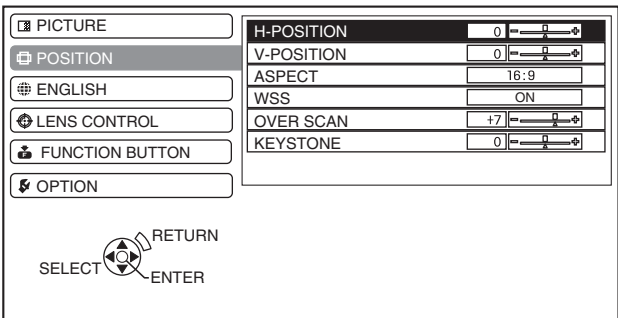 PICTURE
POSITION
ENGLISH
LENS CONTROL
FUNCTION BUTTON
OPTION
H-POSITION 0
V-POSITION 0
ASPECT 16:9
WSS ON
OVER SCAN +7
KEYSTONE 0
RETURN
SELECT
ENTER